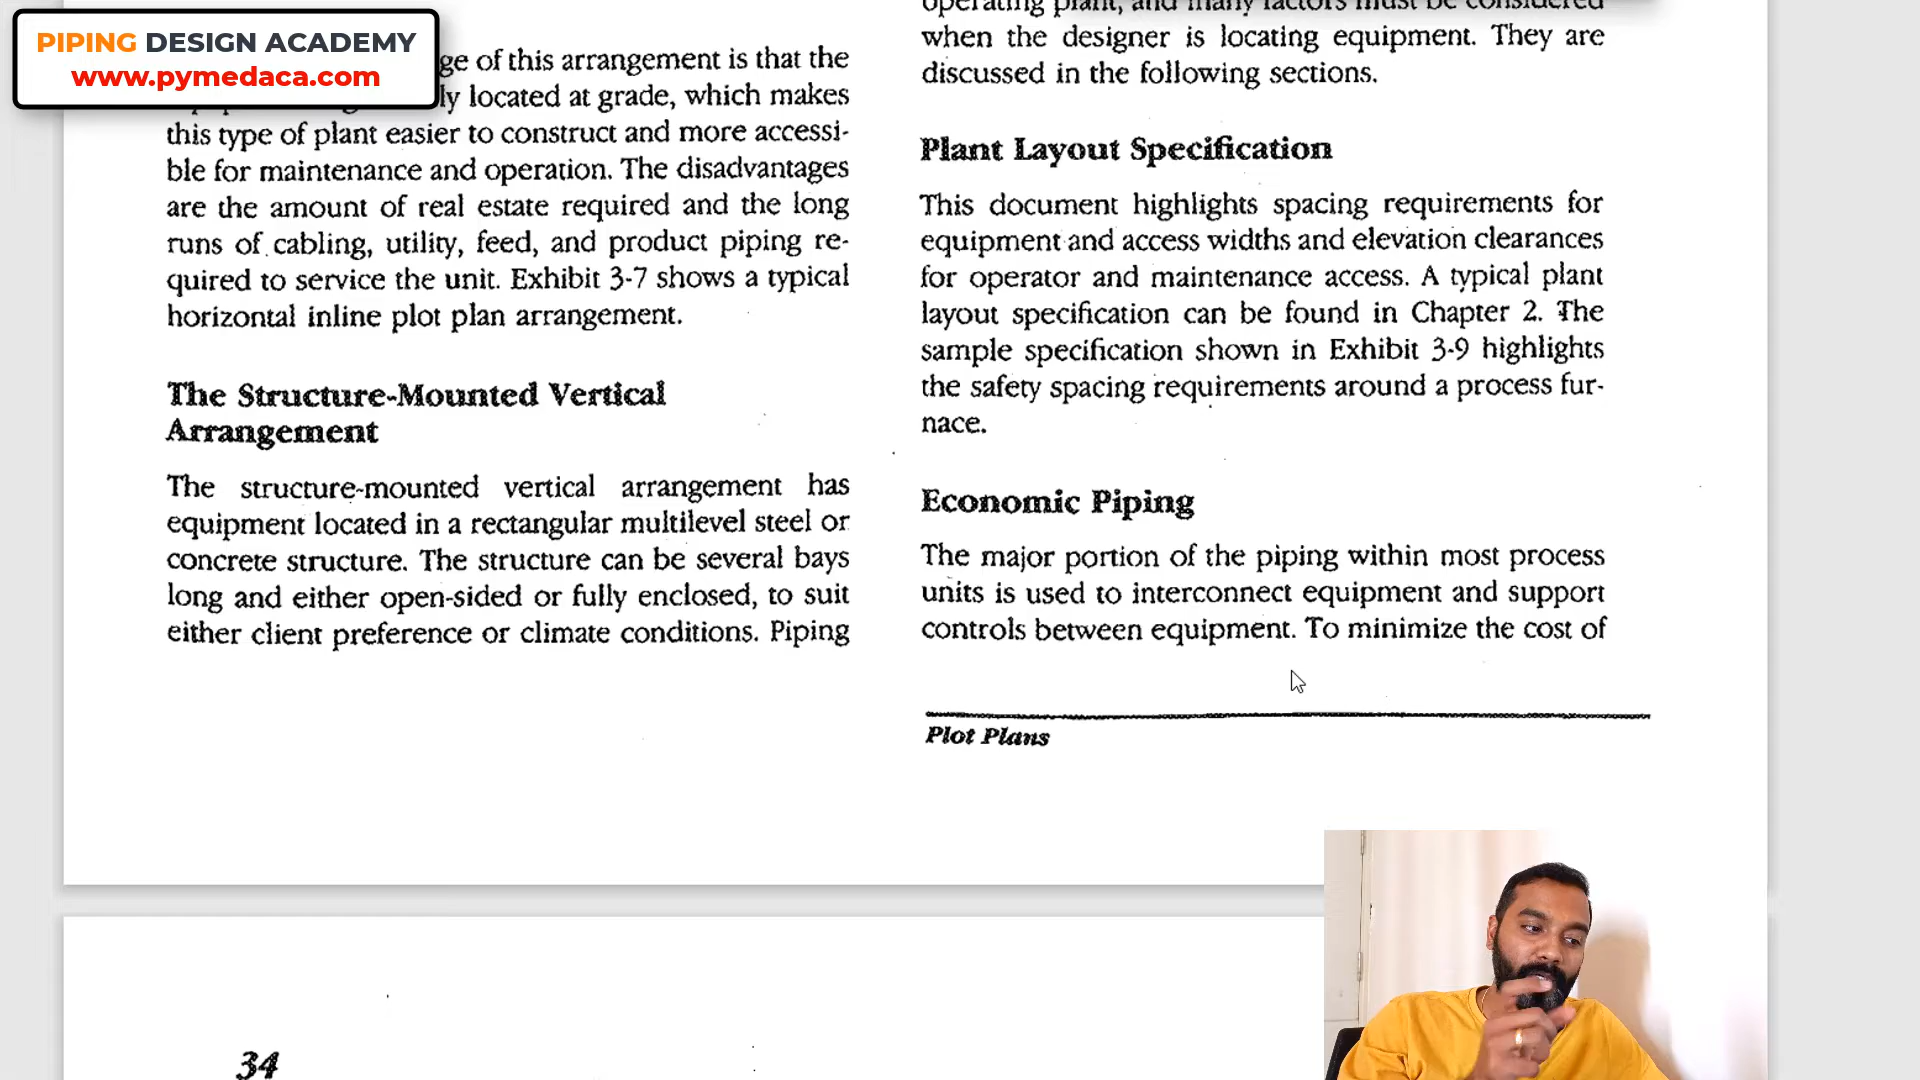 PIPING DESIGN ACADEMY
www.pymedaca.com
ge of this arrangement is that the
ly located at grade, which makes
this type of plant easier to construct and more accessi-
ble for maintenance and operation. The disadvantages
are the amount of real estate required and the long
runs of cabling, utility, feed, and product piping re-
quired to service the unit. Exhibit 3-7 shows a typical
horizontal inline plot plan arrangement.
The Structure-Mounted Vertical
Arrangement
The structure-mounted vertical arrangement has
equipment located in a rectangular multilevel steel or
concrete structure. The structure can be several bays
long and either open-sided or fully enclosed, to suit
either client preference or climate conditions. Piping
operating plant, and many factors must be considered
when the designer is locating equipment. They are
discussed in the following sections.
Plant Layout Specification
This document highlights spacing requirements for
equipment and access widths and elevation clearances
for operator and maintenance access. A typical plant
layout specification can be found in Chapter 2. The
sample specification shown in Exhibit 3-9 highlights
the safety spacing requirements around a process fur-
nace.
Economic Piping
The major portion of the piping within most process
units is used to interconnect equipment and support
controls between equipment. To minimize the cost of
Plot Plans
34